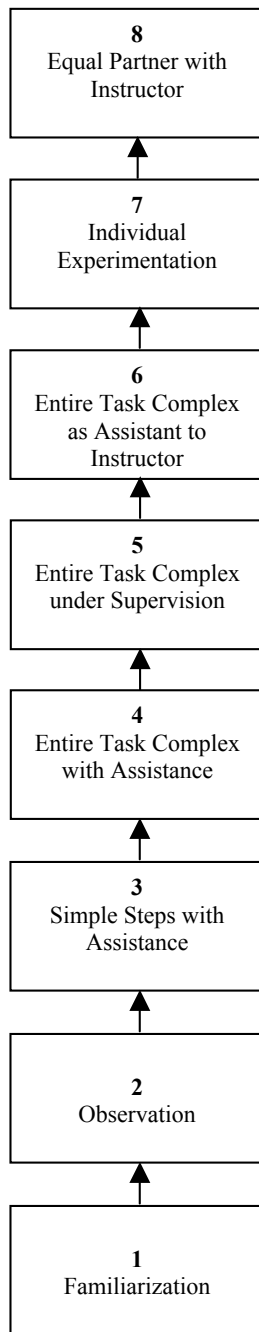 8
Equal Partner with
Instructor
7
Individual
Experimentation
6
Entire Task Complex
as Assistant to
Instructor
5
Entire Task Complex
under Supervision
4
Entire Task Complex
with Assistance
3
Simple Steps with
Assistance
2
Observation
1
Familiarization